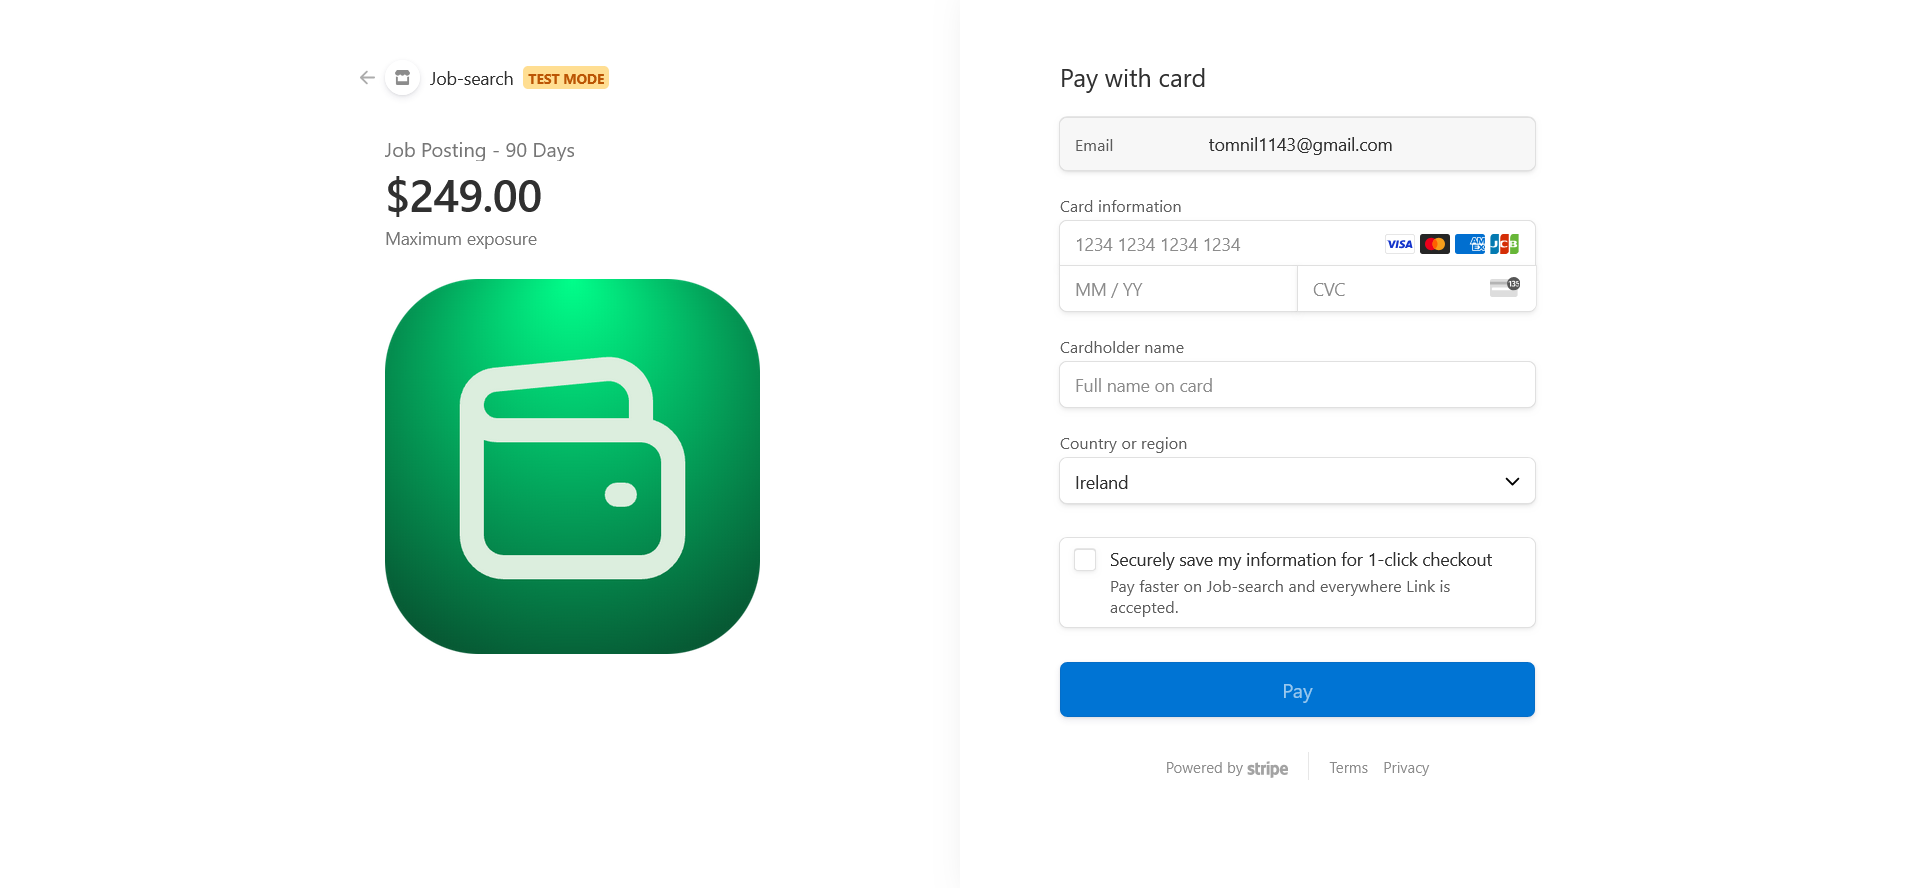 Job-search TEST MODE
Job Posting - 90 Days
$249.00
Maximum exposure
Pay with card
Email tomnil1143@gmail.com
Card information
1234 1234 1234 1234 VISA AMEX JCB
MM / YY CVC 135
Cardholder name
Full name on card
Country or region
Ireland
Securely save my information for 1-click checkout
Pay faster on Job-search and everywhere Link is
accepted.
Pay
Powered by stripe Terms Privacy